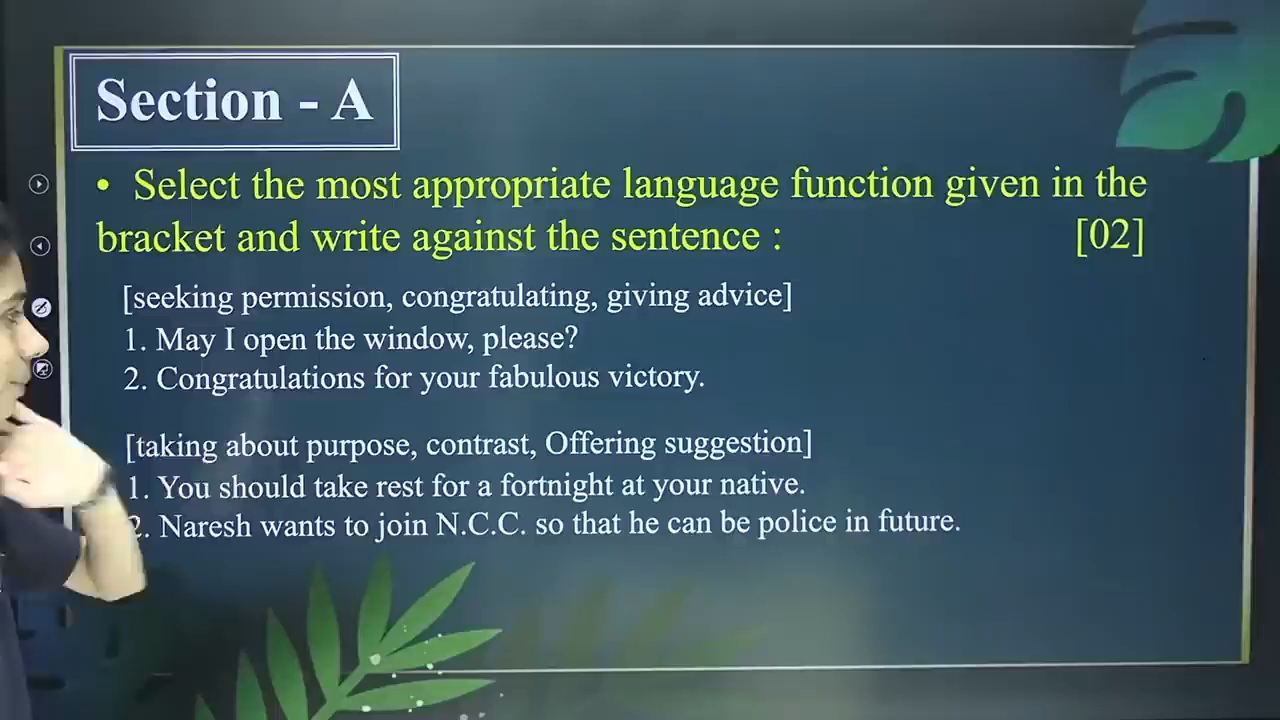 Section - A
• Select the most appropriate language function given in the
bracket and write against the sentence : [02]
[seeking permission, congratulating, giving advice]
1. May I open the window, please?
2. Congratulations for your fabulous victory.
[taking about purpose, contrast, Offering suggestion]
1. You should take rest for a fortnight at your native.
2. Naresh wants to join N.C.C. so that he can be police in future.